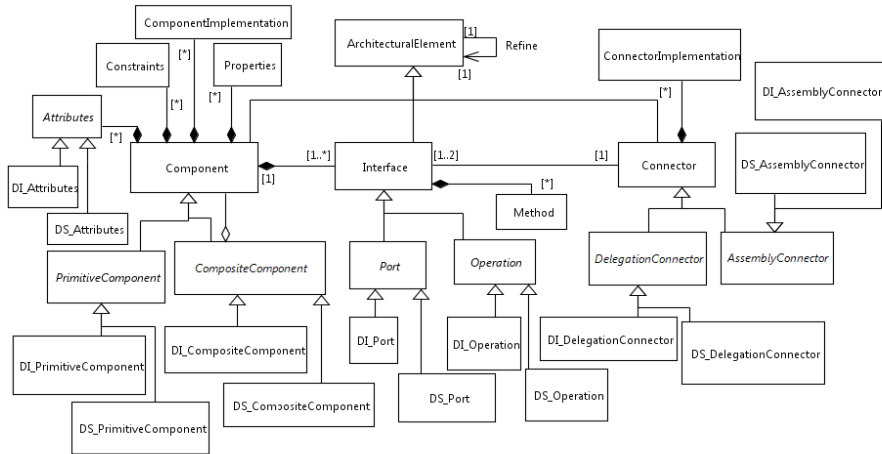 ComponentImplementation
ArchitecturalElement
[1]
Refine
[1]
ConnectorImplementation
[*]
Constraints
Properties
[*]
[*]
[*]
DI_AssemblyConnector
Attributes
[*]
Component
[1]
[1..*]
Interface
[1..2]
[1]
Connector
DS_AssemblyConnector
DI_Attributes
DS_Attributes
[*]
Method
PrimitiveComponent
CompositeComponent
Port
Operation
DelegationConnector
AssemblyConnector
DI_PrimitiveComponent
DI_CompositeComponent
DI_Port
DI_Operation
DI_DelegationConnector
DS_DelegationConnector
DS_PrimitiveComponent
DS_CompositeComponent
DS_Port
DS_Operation